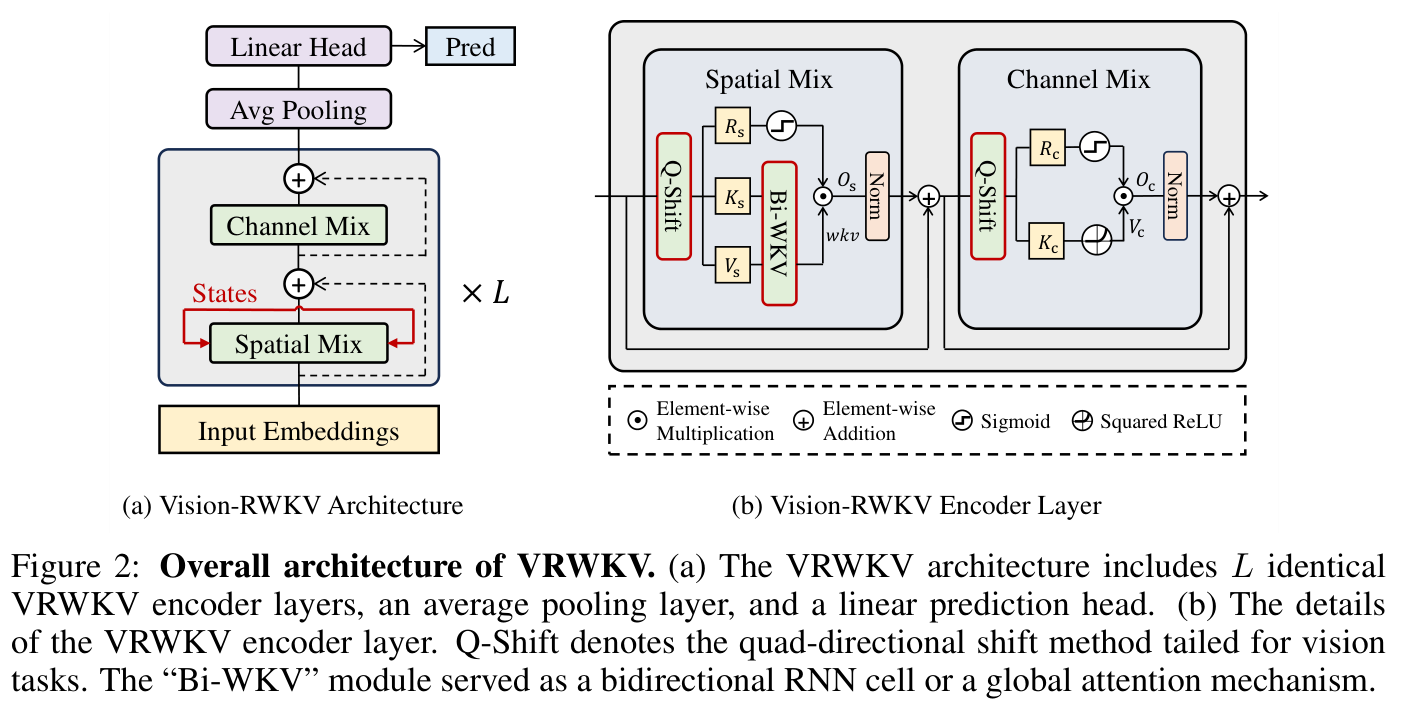 Linear Head
Pred
Avg Pooling
Channel Mix
States
Spatial Mix
× L
Input Embeddings
(a) Vision-RWKV Architecture
Spatial Mix
Q-Shift
R_s
K_s
V_s
Bi-WKV
O_s
wkv
Norm
Channel Mix
Q-Shift
R_c
K_c
O_c
V_c
Norm
Element-wise
Multiplication
Element-wise
Addition
Sigmoid
Squared ReLU
(b) Vision-RWKV Encoder Layer
Figure 2: Overall architecture of VRWKV. (a) The VRWKV architecture includes L identical
VRWKV encoder layers, an average pooling layer, and a linear prediction head. (b) The details
of the VRWKV encoder layer. Q-Shift denotes the quad-directional shift method tailed for vision
tasks. The “Bi-WKV” module served as a bidirectional RNN cell or a global attention mechanism.